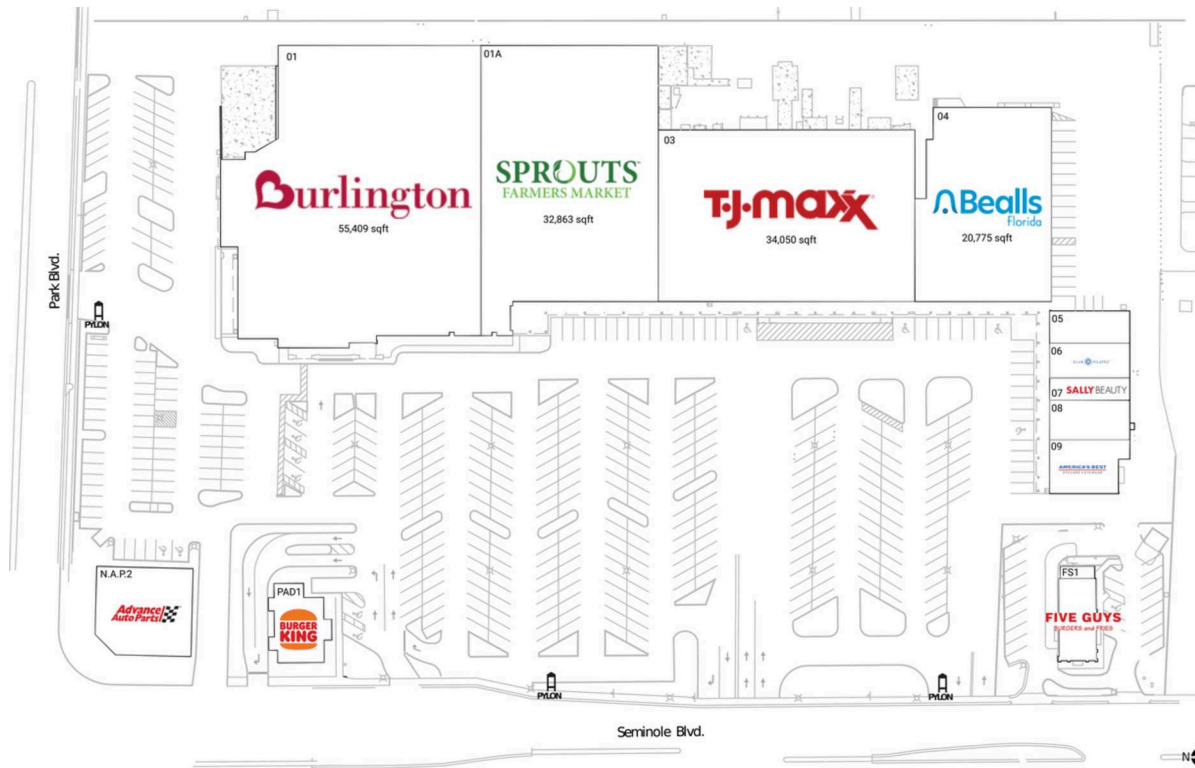 01
01A
03
04
Burlington
55,409 sqft
SPROUTS
FARMERS MARKET
32,863 sqft
T·J·maxx
34,050 sqft
Bealls
Florida
20,775 sqft
Park Blvd.
PYLON
05
06
CLUB PILATES
07 SALLY BEAUTY
08
09
AMERICA'S BEST
N.A.P.2
Advance
Auto Parts
PAD1
BURGER
KING
FS1
FIVE GUYS
BURGERS and FRIES
PYLON
PYLON
Seminole Blvd.
N